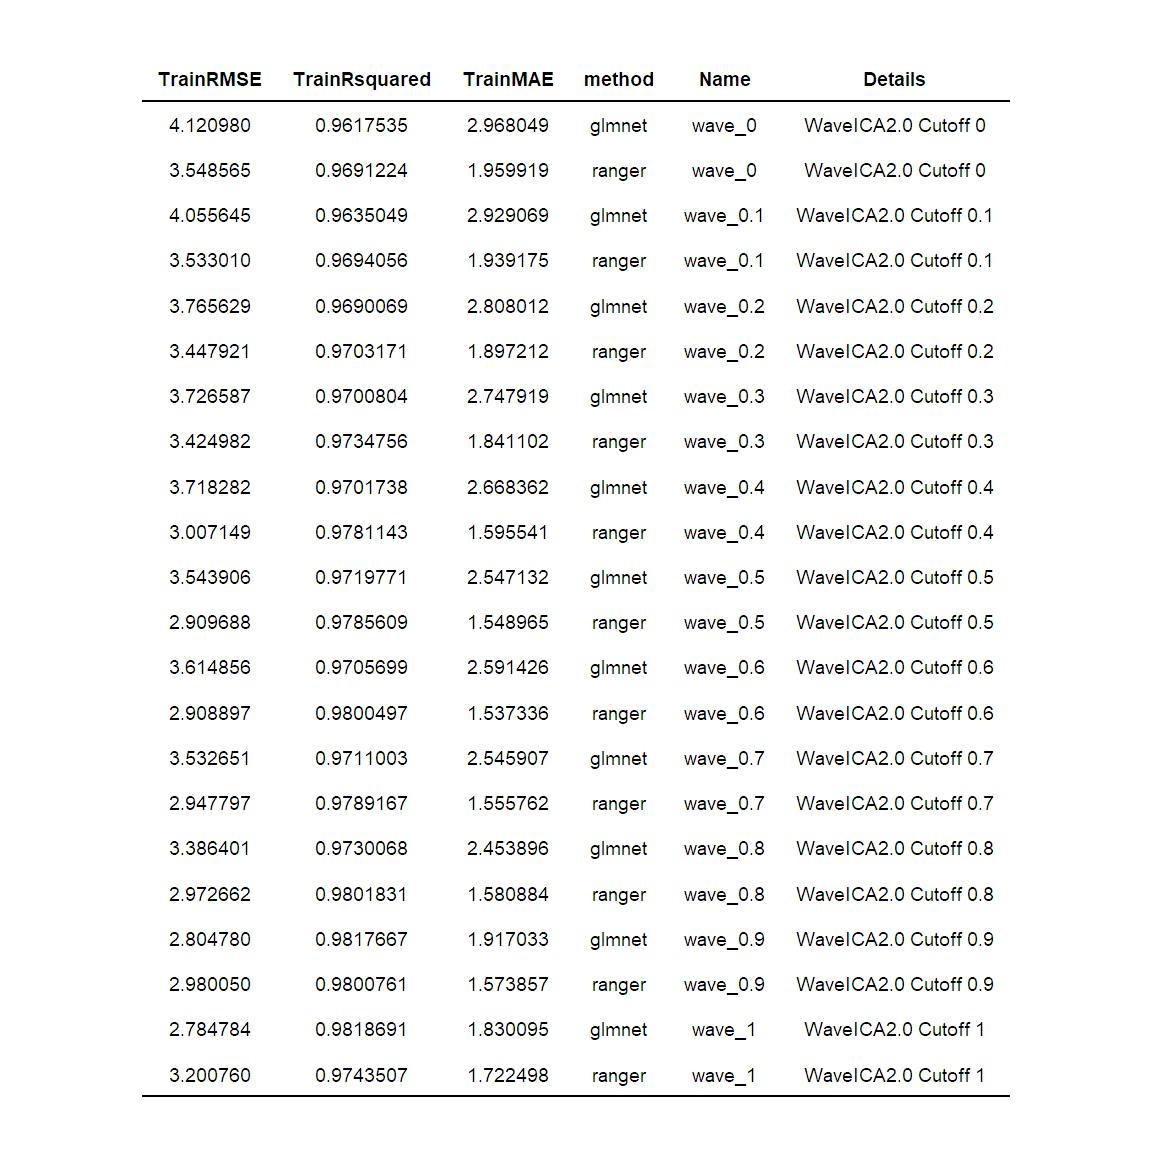 TrainRMSE TrainRsquared TrainMAE method Name Details
4.120980 0.9617535 2.968049 glmnet wave_0 WaveICA2.0 Cutoff 0
3.548565 0.9691224 1.959919 ranger wave_0 WaveICA2.0 Cutoff 0
4.055645 0.9635049 2.929069 glmnet wave_0.1 WaveICA2.0 Cutoff 0.1
3.533010 0.9694056 1.939175 ranger wave_0.1 WaveICA2.0 Cutoff 0.1
3.765629 0.9690069 2.808012 glmnet wave_0.2 WaveICA2.0 Cutoff 0.2
3.447921 0.9703171 1.897212 ranger wave_0.2 WaveICA2.0 Cutoff 0.2
3.726587 0.9700804 2.747919 glmnet wave_0.3 WaveICA2.0 Cutoff 0.3
3.424982 0.9734756 1.841102 ranger wave_0.3 WaveICA2.0 Cutoff 0.3
3.718282 0.9701738 2.668362 glmnet wave_0.4 WaveICA2.0 Cutoff 0.4
3.007149 0.9781143 1.595541 ranger wave_0.4 WaveICA2.0 Cutoff 0.4
3.543906 0.9719771 2.547132 glmnet wave_0.5 WaveICA2.0 Cutoff 0.5
2.909688 0.9785609 1.548965 ranger wave_0.5 WaveICA2.0 Cutoff 0.5
3.614856 0.9705699 2.591426 glmnet wave_0.6 WaveICA2.0 Cutoff 0.6
2.908897 0.9800497 1.537336 ranger wave_0.6 WaveICA2.0 Cutoff 0.6
3.532651 0.9711003 2.545907 glmnet wave_0.7 WaveICA2.0 Cutoff 0.7
2.947797 0.9789167 1.555762 ranger wave_0.7 WaveICA2.0 Cutoff 0.7
3.386401 0.9730068 2.453896 glmnet wave_0.8 WaveICA2.0 Cutoff 0.8
2.972662 0.9801831 1.580884 ranger wave_0.8 WaveICA2.0 Cutoff 0.8
2.804780 0.9817667 1.917033 glmnet wave_0.9 WaveICA2.0 Cutoff 0.9
2.980050 0.9800761 1.573857 ranger wave_0.9 WaveICA2.0 Cutoff 0.9
2.784784 0.9818691 1.830095 glmnet wave_1 WaveICA2.0 Cutoff 1
3.200760 0.9743507 1.722498 ranger wave_1 WaveICA2.0 Cutoff 1